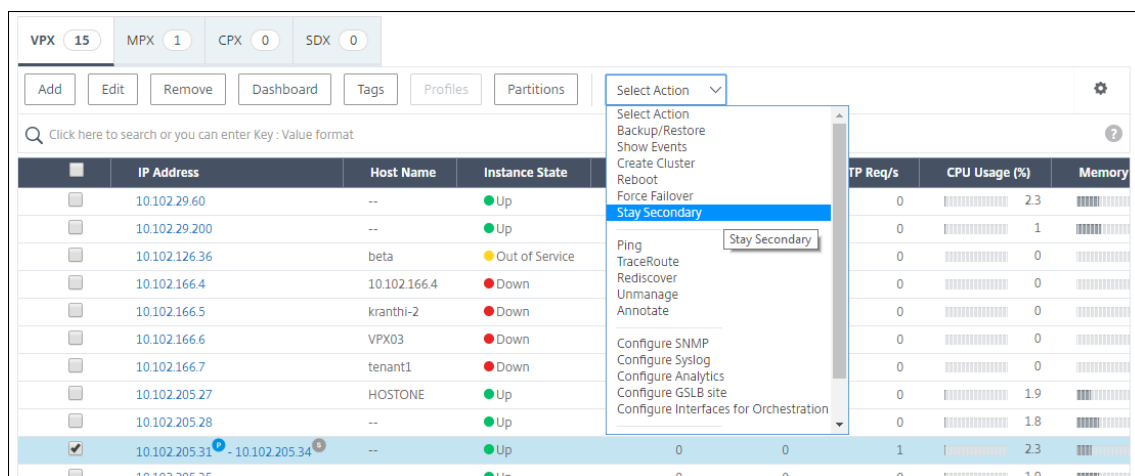 VPX 15 MPX 1 CPX 0 SDX 0
Add Edit Remove Dashboard Tags Profiles Partitions Select Action
Click here to search or you can enter Key : Value format ?
Select Action
Backup/Restore
Show Events
Create Cluster
Reboot
Force Failover
Stay Secondary
Stay Secondary
Ping
TraceRoute
Rediscover
Unmanage
Annotate
Configure SNMP
Configure Syslog
Configure Analytics
Configure GSLB site
Configure Interfaces for Orchestration
IP Address Host Name Instance State TP Req/s CPU Usage (%) Memory
10.102.29.60 -- Up 0 2.3
10.102.29.200 -- Up 0 1
10.102.126.36 beta Out of Service 0 0
10.102.166.4 10.102.166.4 Down 0 0
10.102.166.5 kranthi-2 Down 0 0
10.102.166.6 VPX03 Down 0 0
10.102.166.7 tenant1 Down 0 0
10.102.205.27 HOSTONE Up 0 1.9
10.102.205.28 -- Up 0 1.8
10.102.205.31 P - 10.102.205.34 S -- Up 0 0 1 2.3